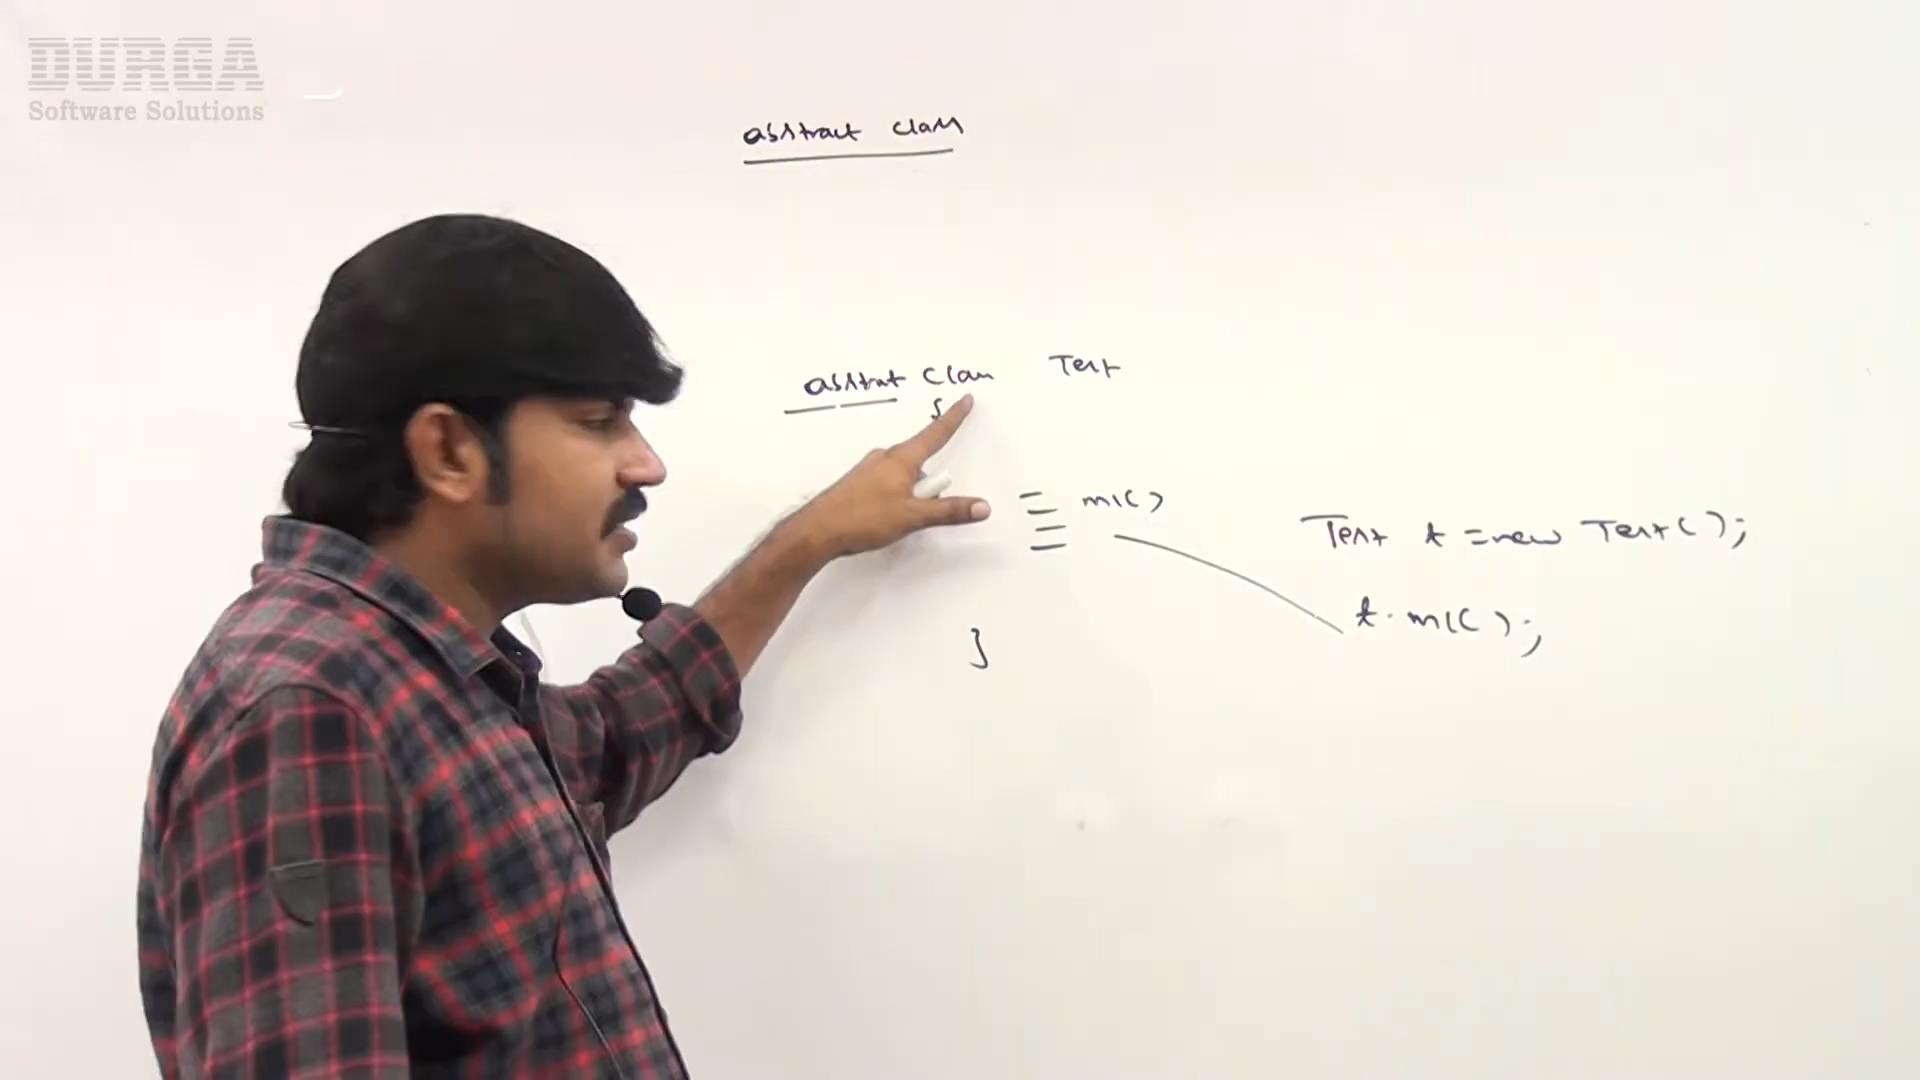 DURGA
Software Solutions
abstract class
abstract class Test
{
m1()
Test t = new Test();
t.m1();
}